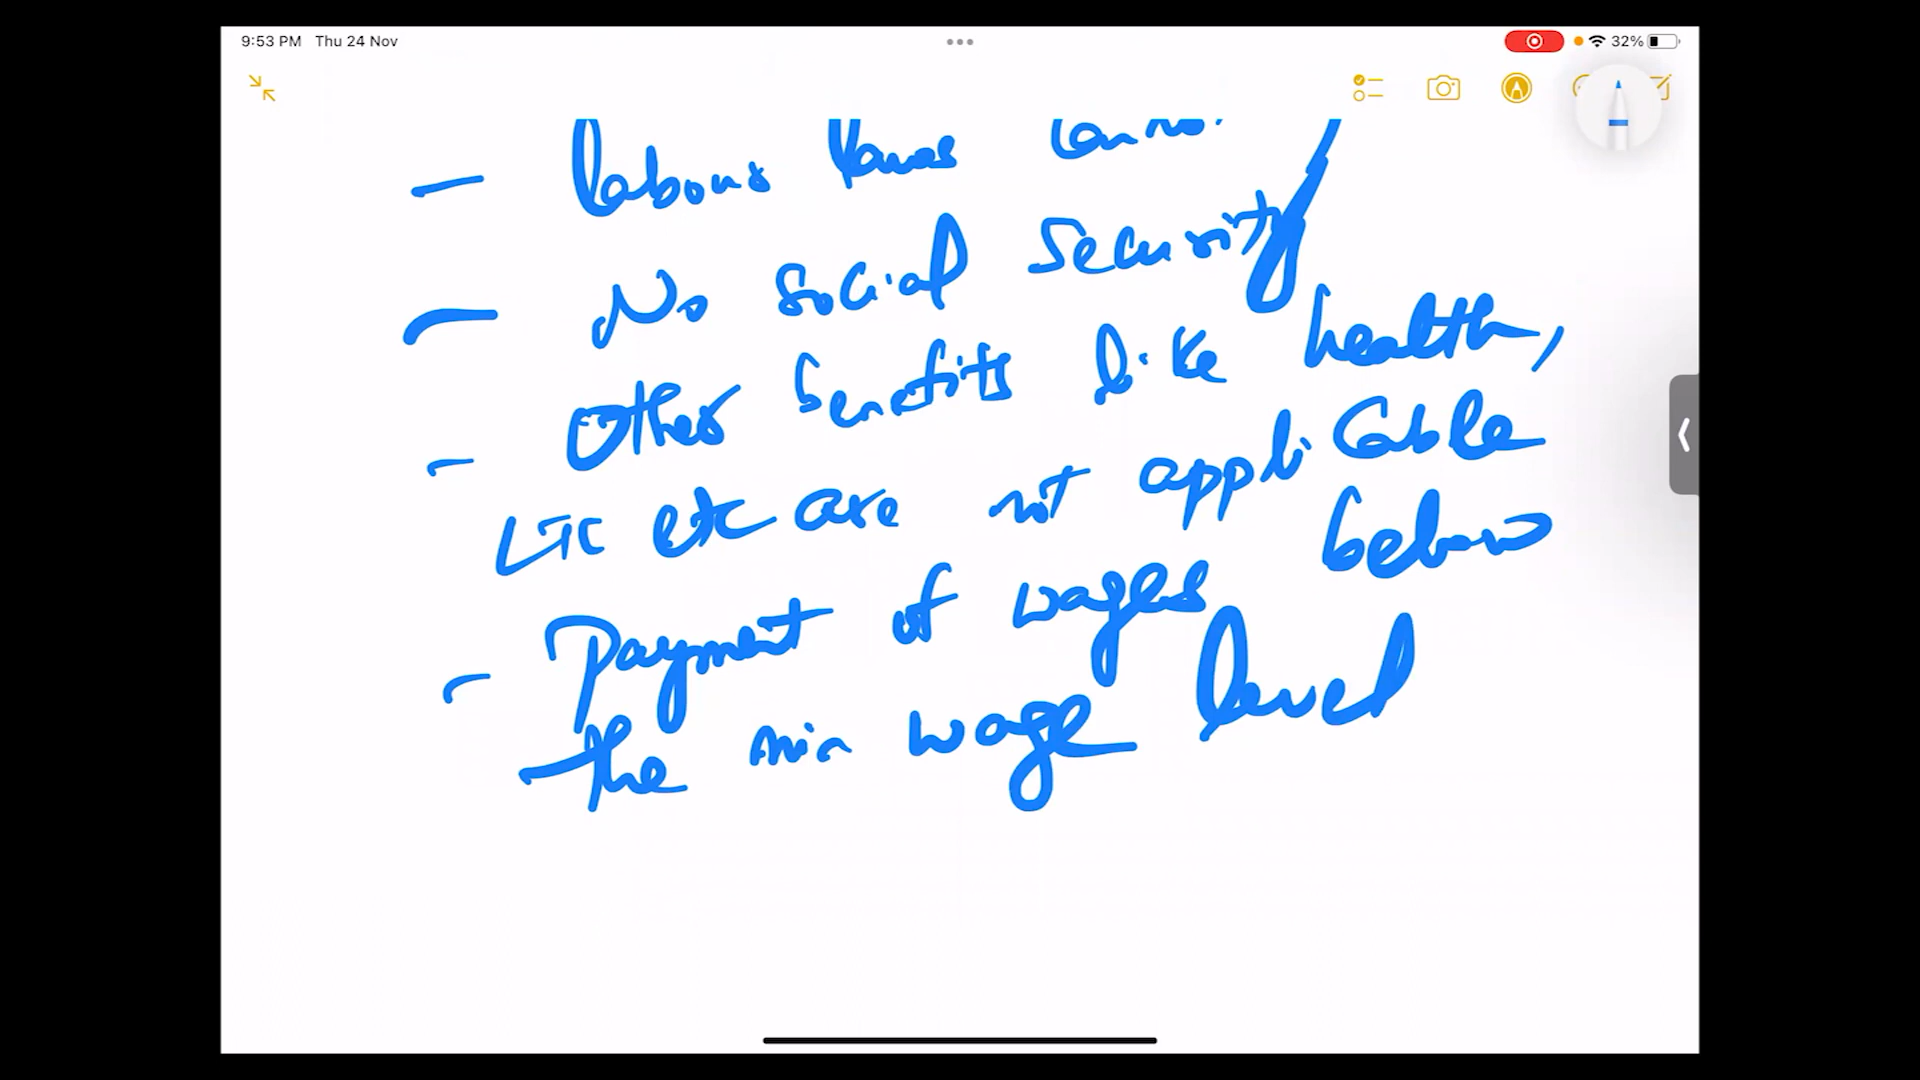 9:53 PM Thu 24 Nov
32%
- labour laws
- No social security
- Other benefits like health,
LIC etc are not applicable
- Payment of wages below
the min wage level